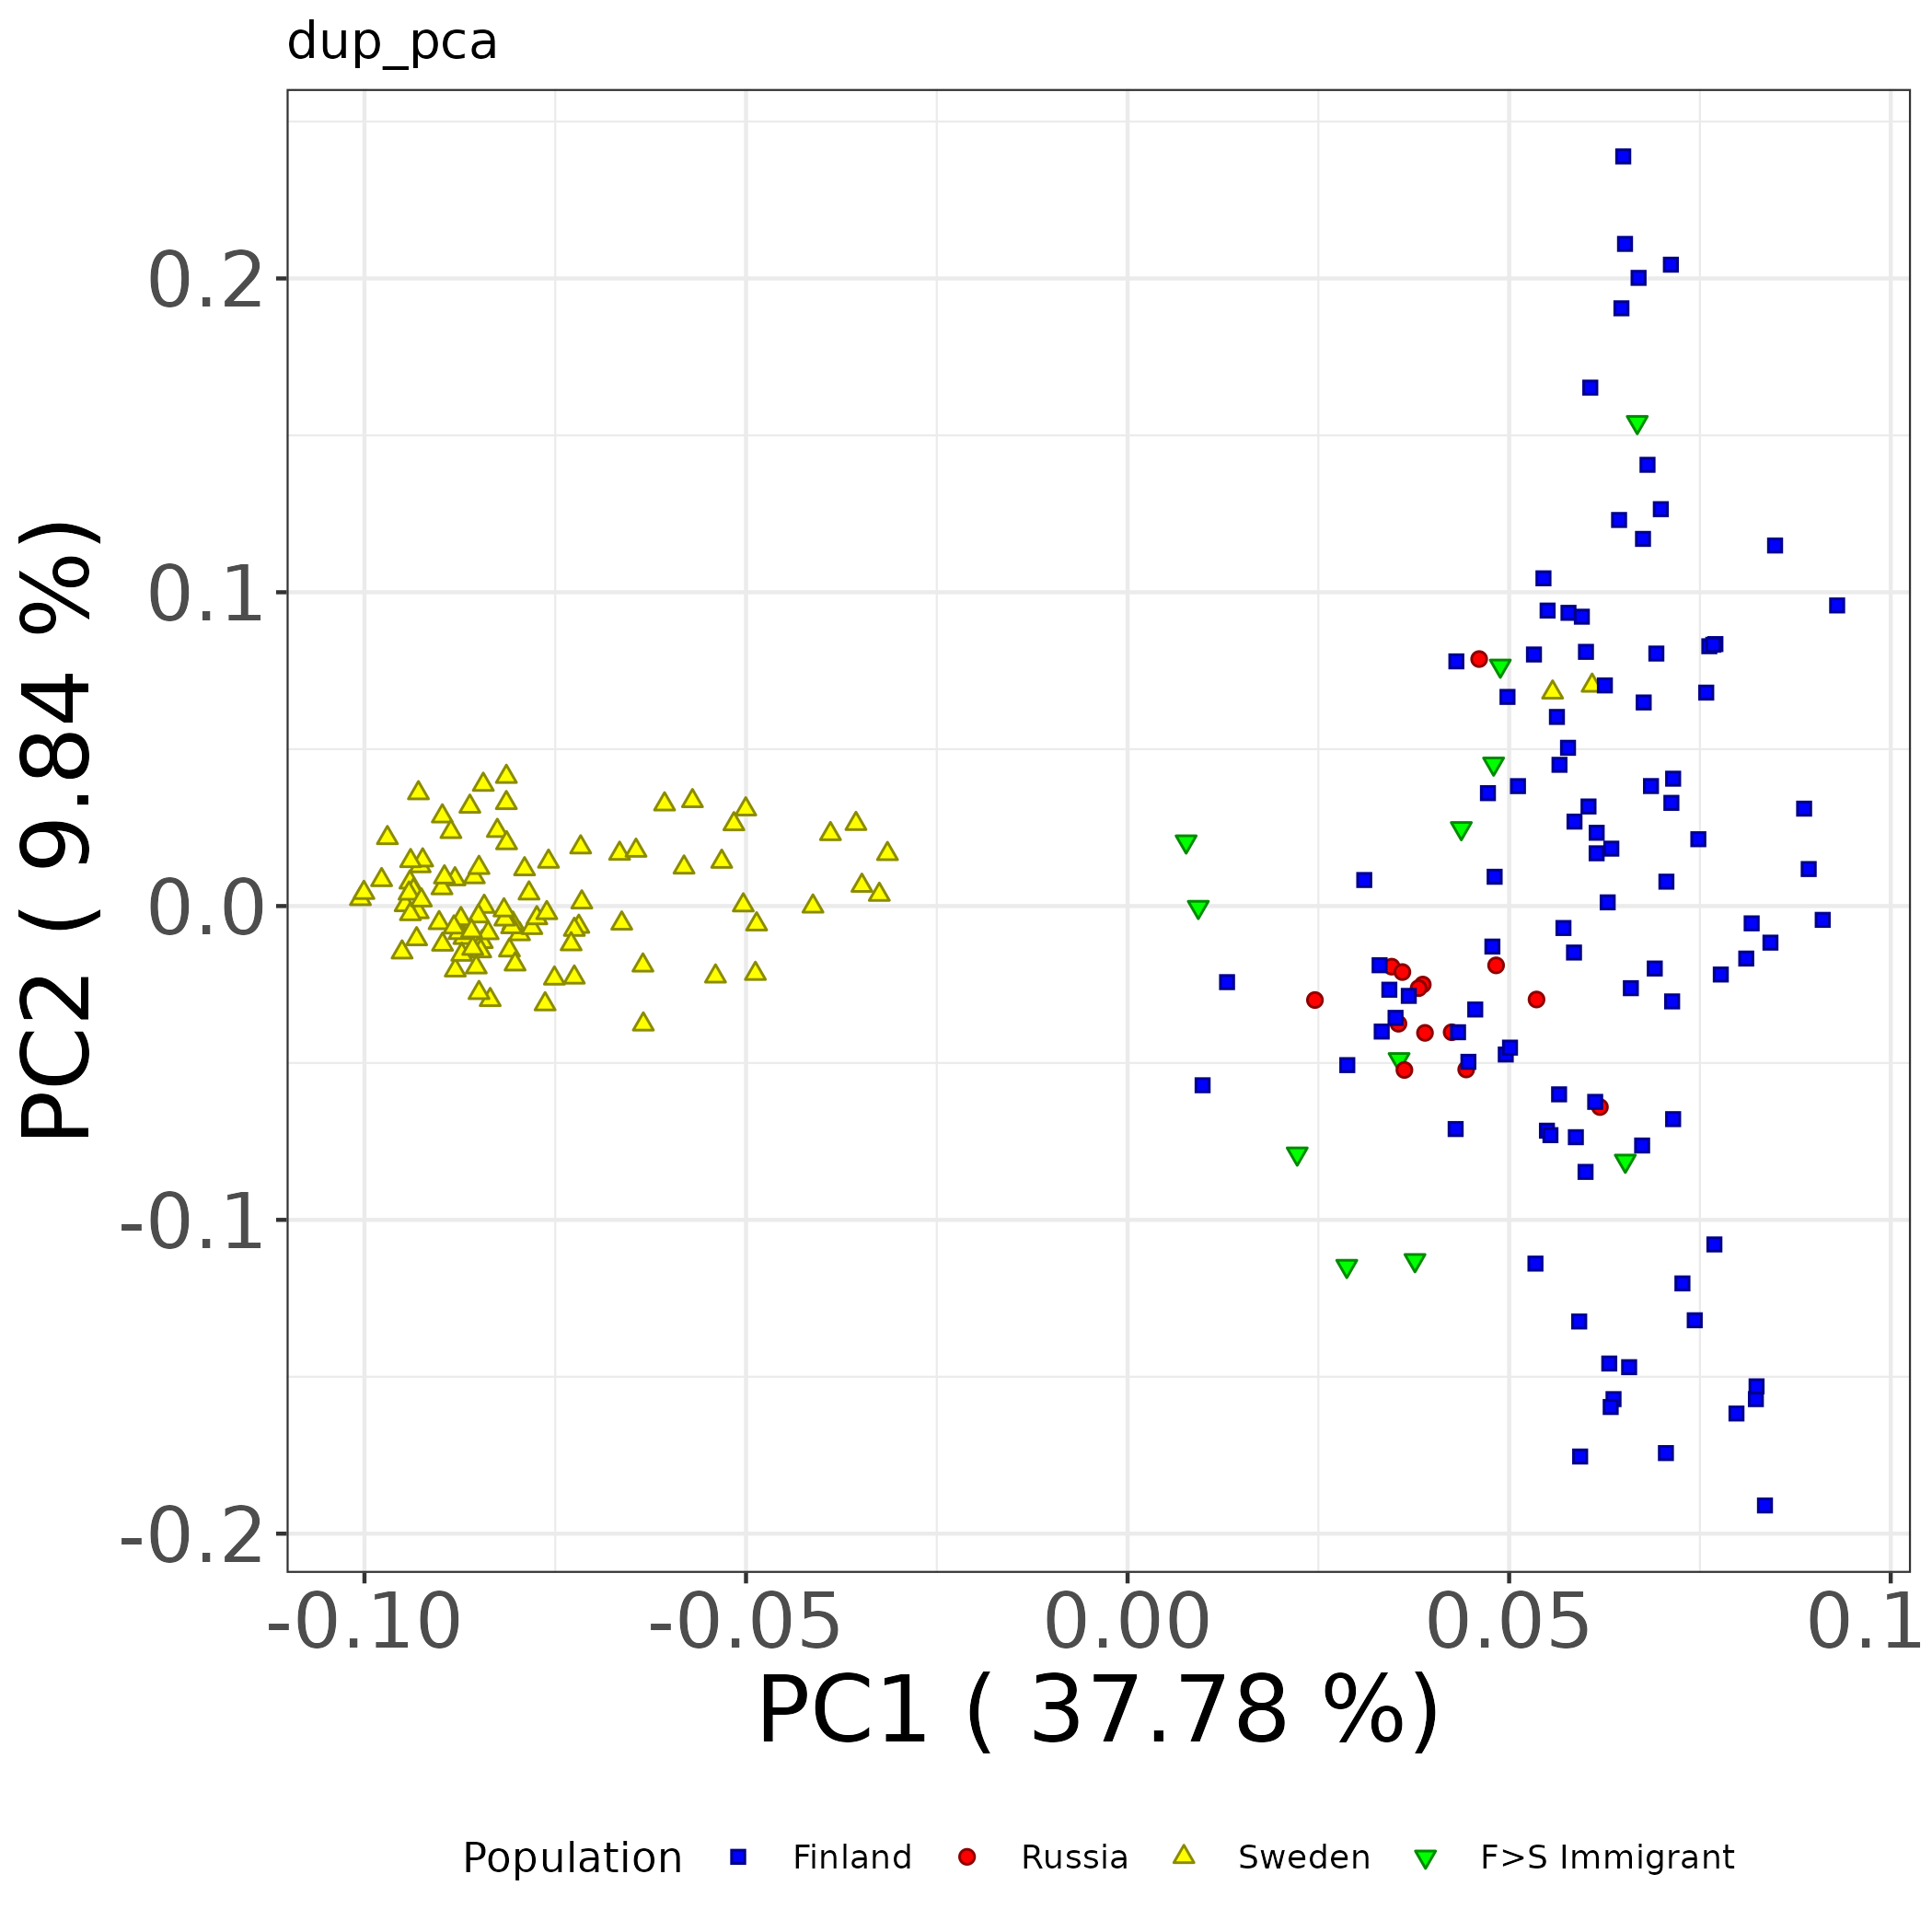 dup_pca
PC2 ( 9.84 %)
0.2
0.1
0.0
-0.1
-0.2
-0.10 -0.05 0.00 0.05 0.1
PC1 ( 37.78 %)
Population Finland Russia Sweden F>S Immigrant